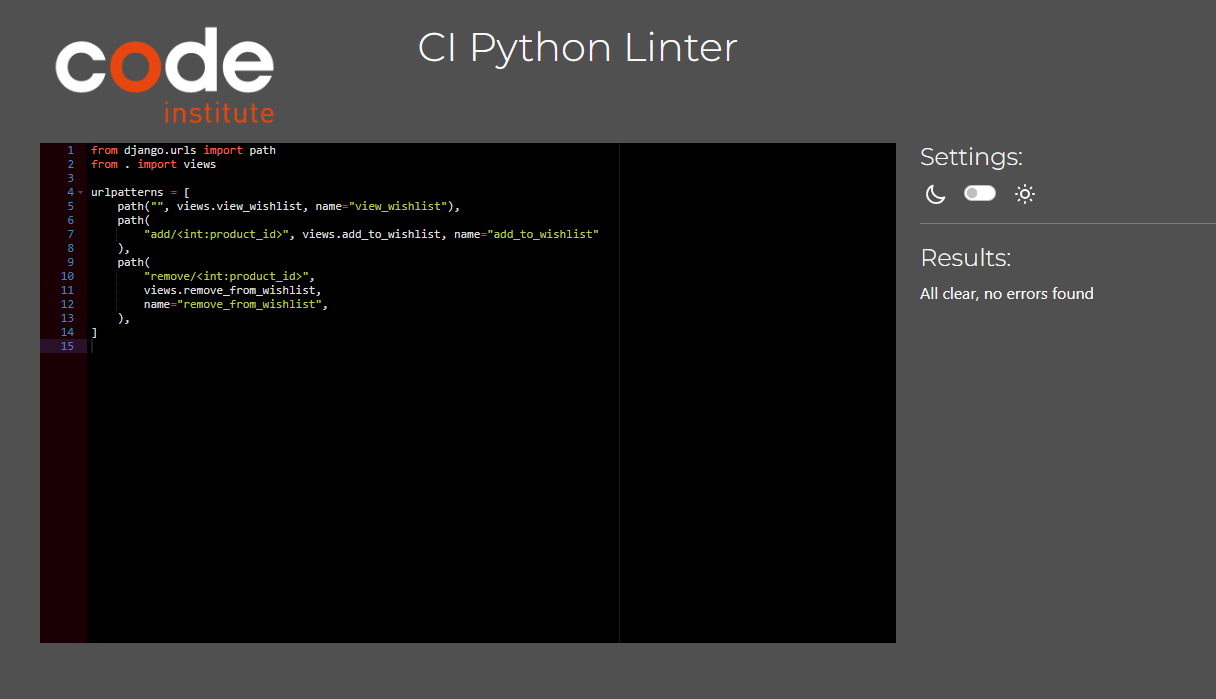 code
institute
CI Python Linter
1 from django.urls import path
2 from . import views
3
4 urlpatterns = [
5     path("", views.view_wishlist, name="view_wishlist"),
6     path(
7         "add/<int:product_id>", views.add_to_wishlist, name="add_to_wishlist"
8     ),
9     path(
10         "remove/<int:product_id>",
11         views.remove_from_wishlist,
12         name="remove_from_wishlist",
13     ),
14 ]
15
Settings:
Results:
All clear, no errors found